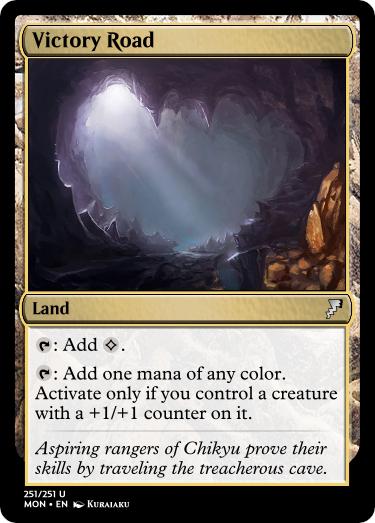 Victory Road
Land
: Add .
: Add one mana of any color.
Activate only if you control a creature
with a +1/+1 counter on it.
Aspiring rangers of Chikyu prove their
skills by traveling the treacherous cave.
251/251 U
MON • EN Kuraiaku